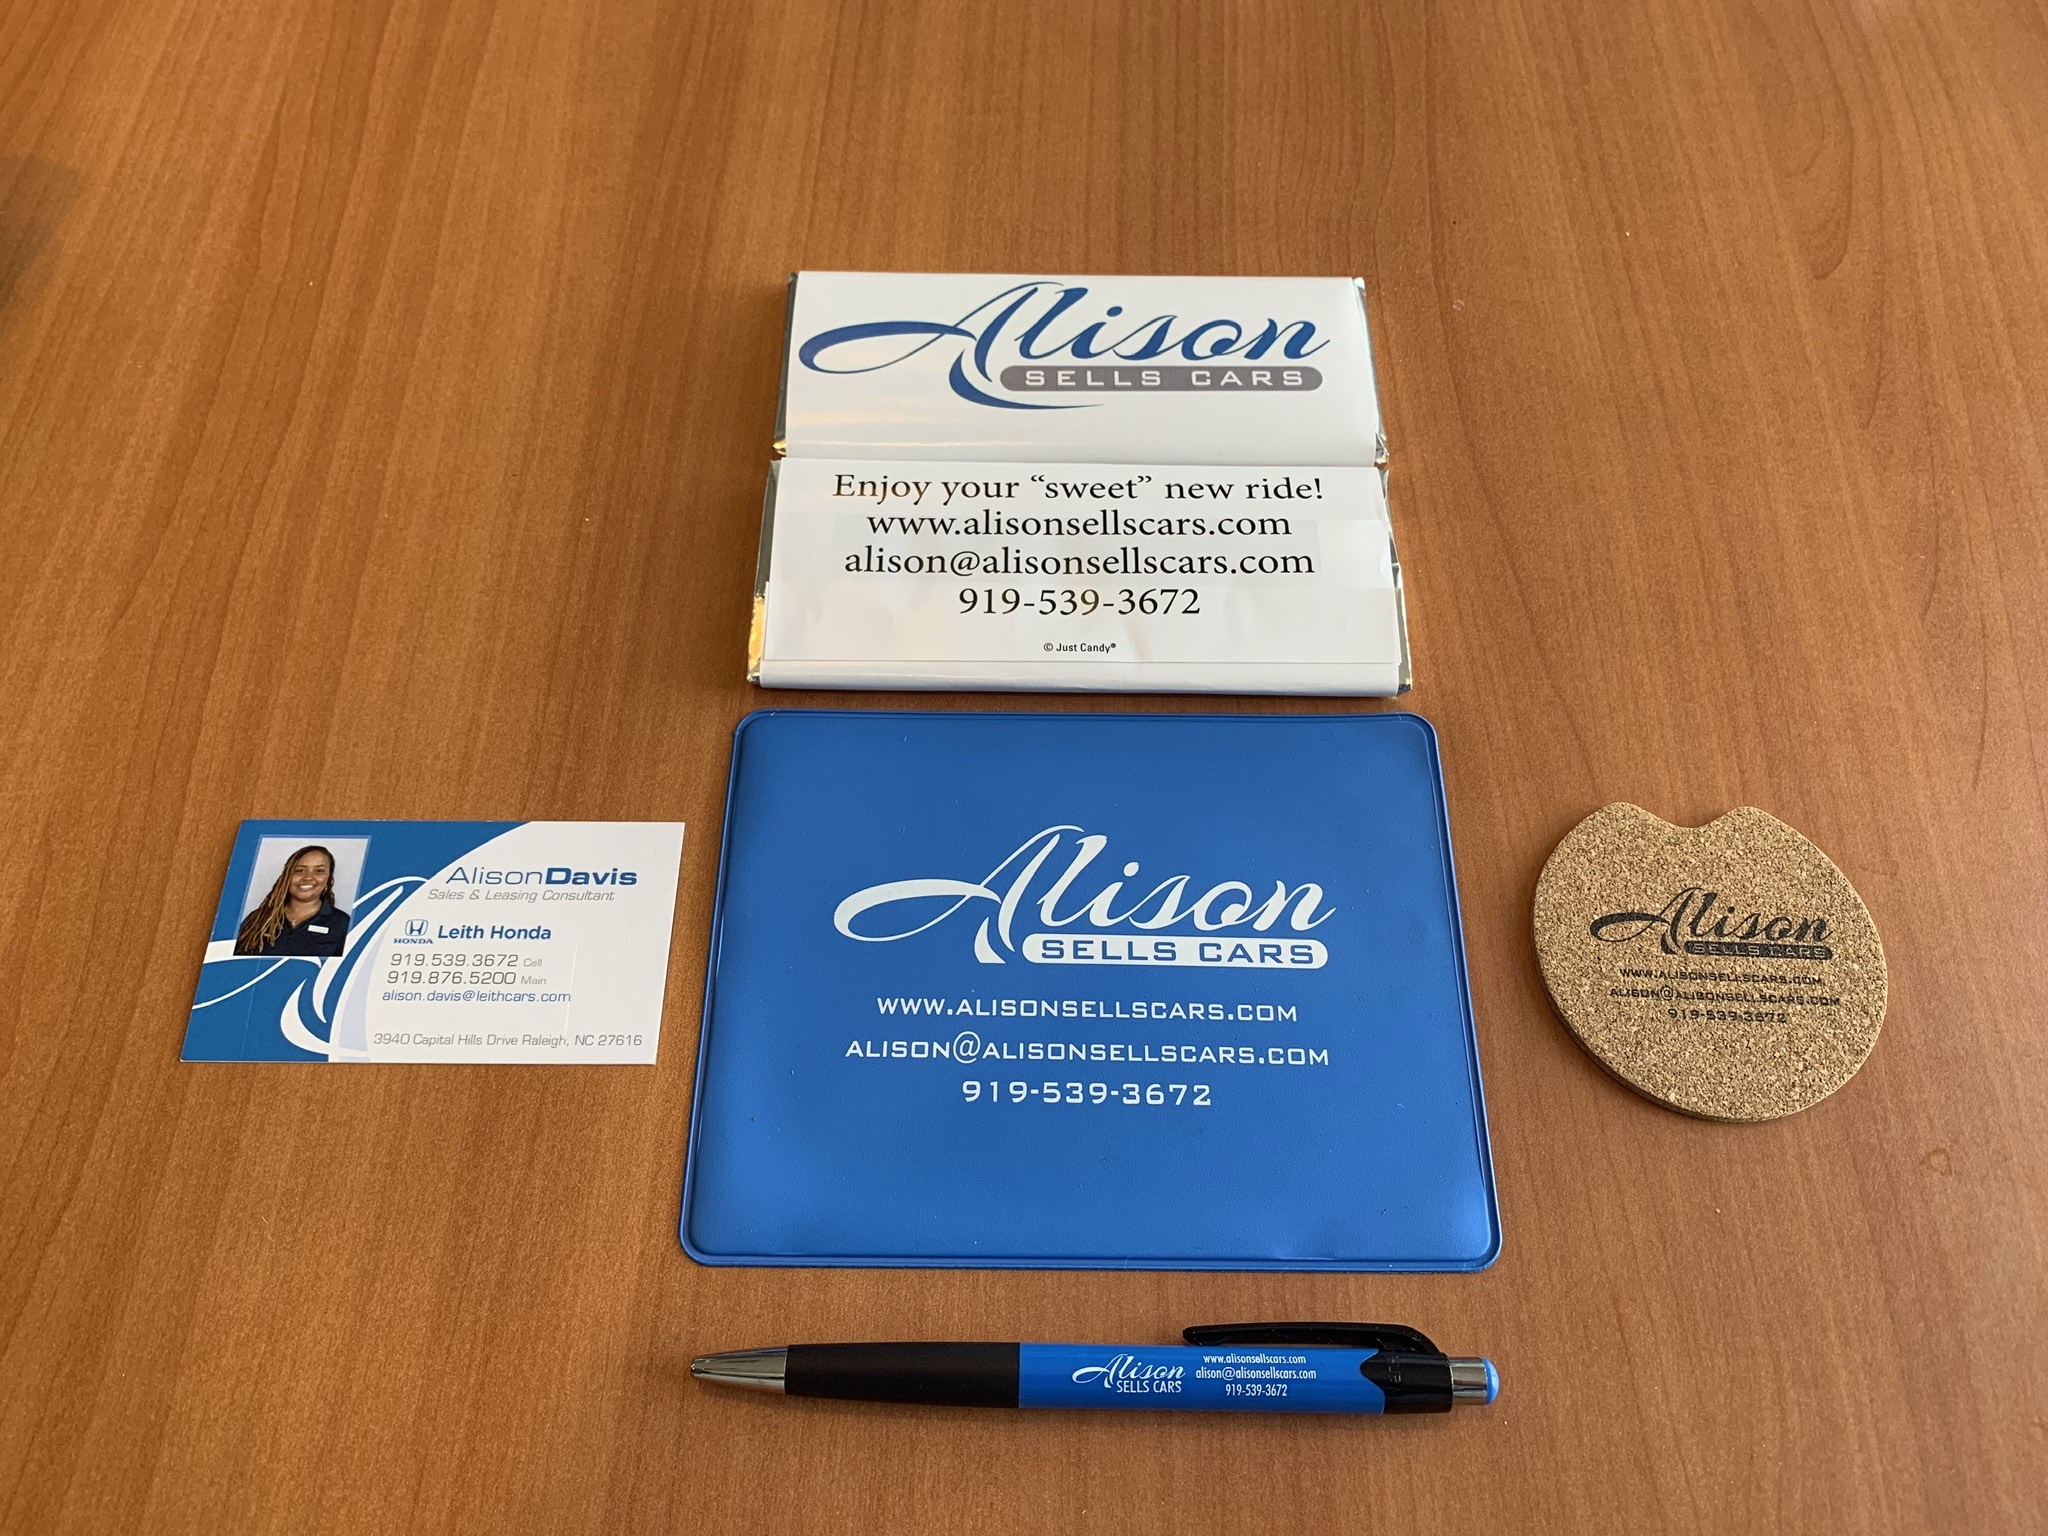 Alison
SELLS CARS
Enjoy your “sweet” new ride!
www.alisonsellscars.com
alison@alisonsellscars.com
919-539-3672
© Just Candy®
AlisonDavis
Sales & Leasing Consultant
HONDA Leith Honda
919.539.3672 Cell
919.876.5200 Main
alison.davis@leithcars.com
3940 Capital Hills Drive Raleigh, NC 27616
Alison
SELLS CARS
WWW.ALISONSELLSCARS.COM
ALISON@ALISONSELLSCARS.COM
919-539-3672
Alison
SELLS CARS
WWW.ALISONSELLSCARS.COM
ALISON@ALISONSELLSCARS.COM
919-539-3672
Alison
SELLS CARS
www.alisonsellscars.com
alison@alisonsellscars.com
919-539-3672